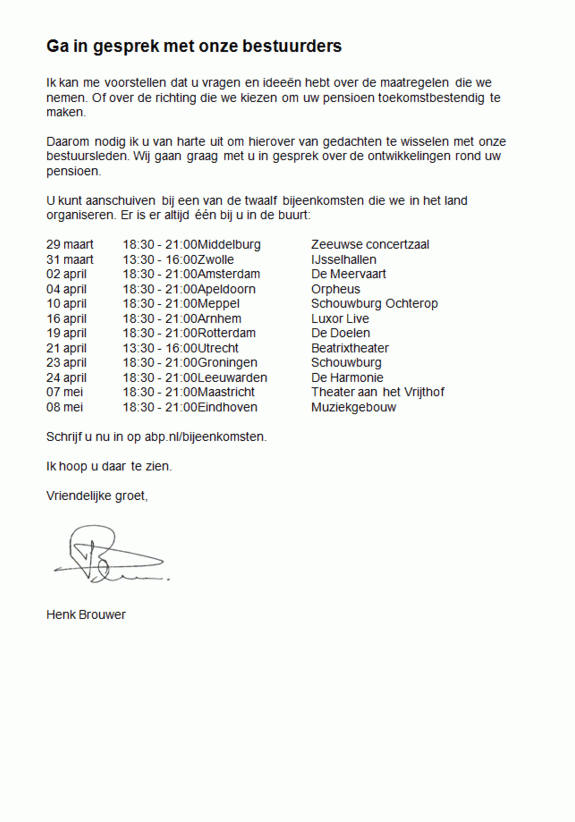 Ga in gesprek met onze bestuurders
Ik kan me voorstellen dat u vragen en ideeën hebt over de maatregelen die we
nemen. Of over de richting die we kiezen om uw pensioen toekomstbestendig te
maken.
Daarom nodig ik u van harte uit om hierover van gedachten te wisselen met onze
bestuursleden. Wij gaan graag met u in gesprek over de ontwikkelingen rond uw
pensioen.
U kunt aanschuiven bij een van de twaalf bijeenkomsten die we in het land
organiseren. Er is er altijd één bij u in de buurt:
29 maart 18:30 - 21:00Middelburg Zeeuwse concertzaal
31 maart 13:30 - 16:00Zwolle IJsselhallen
02 april 18:30 - 21:00Amsterdam De Meervaart
04 april 18:30 - 21:00Apeldoorn Orpheus
10 april 18:30 - 21:00Meppel Schouwburg Ochterop
16 april 18:30 - 21:00Arnhem Luxor Live
19 april 18:30 - 21:00Rotterdam De Doelen
21 april 13:30 - 16:00Utrecht Beatrixtheater
23 april 18:30 - 21:00Groningen Schouwburg
24 april 18:30 - 21:00Leeuwarden De Harmonie
07 mei 18:30 - 21:00Maastricht Theater aan het Vrijthof
08 mei 18:30 - 21:00Eindhoven Muziekgebouw
Schrijf u nu in op abp.nl/bijeenkomsten.
Ik hoop u daar te zien.
Vriendelijke groet,
Henk Brouwer